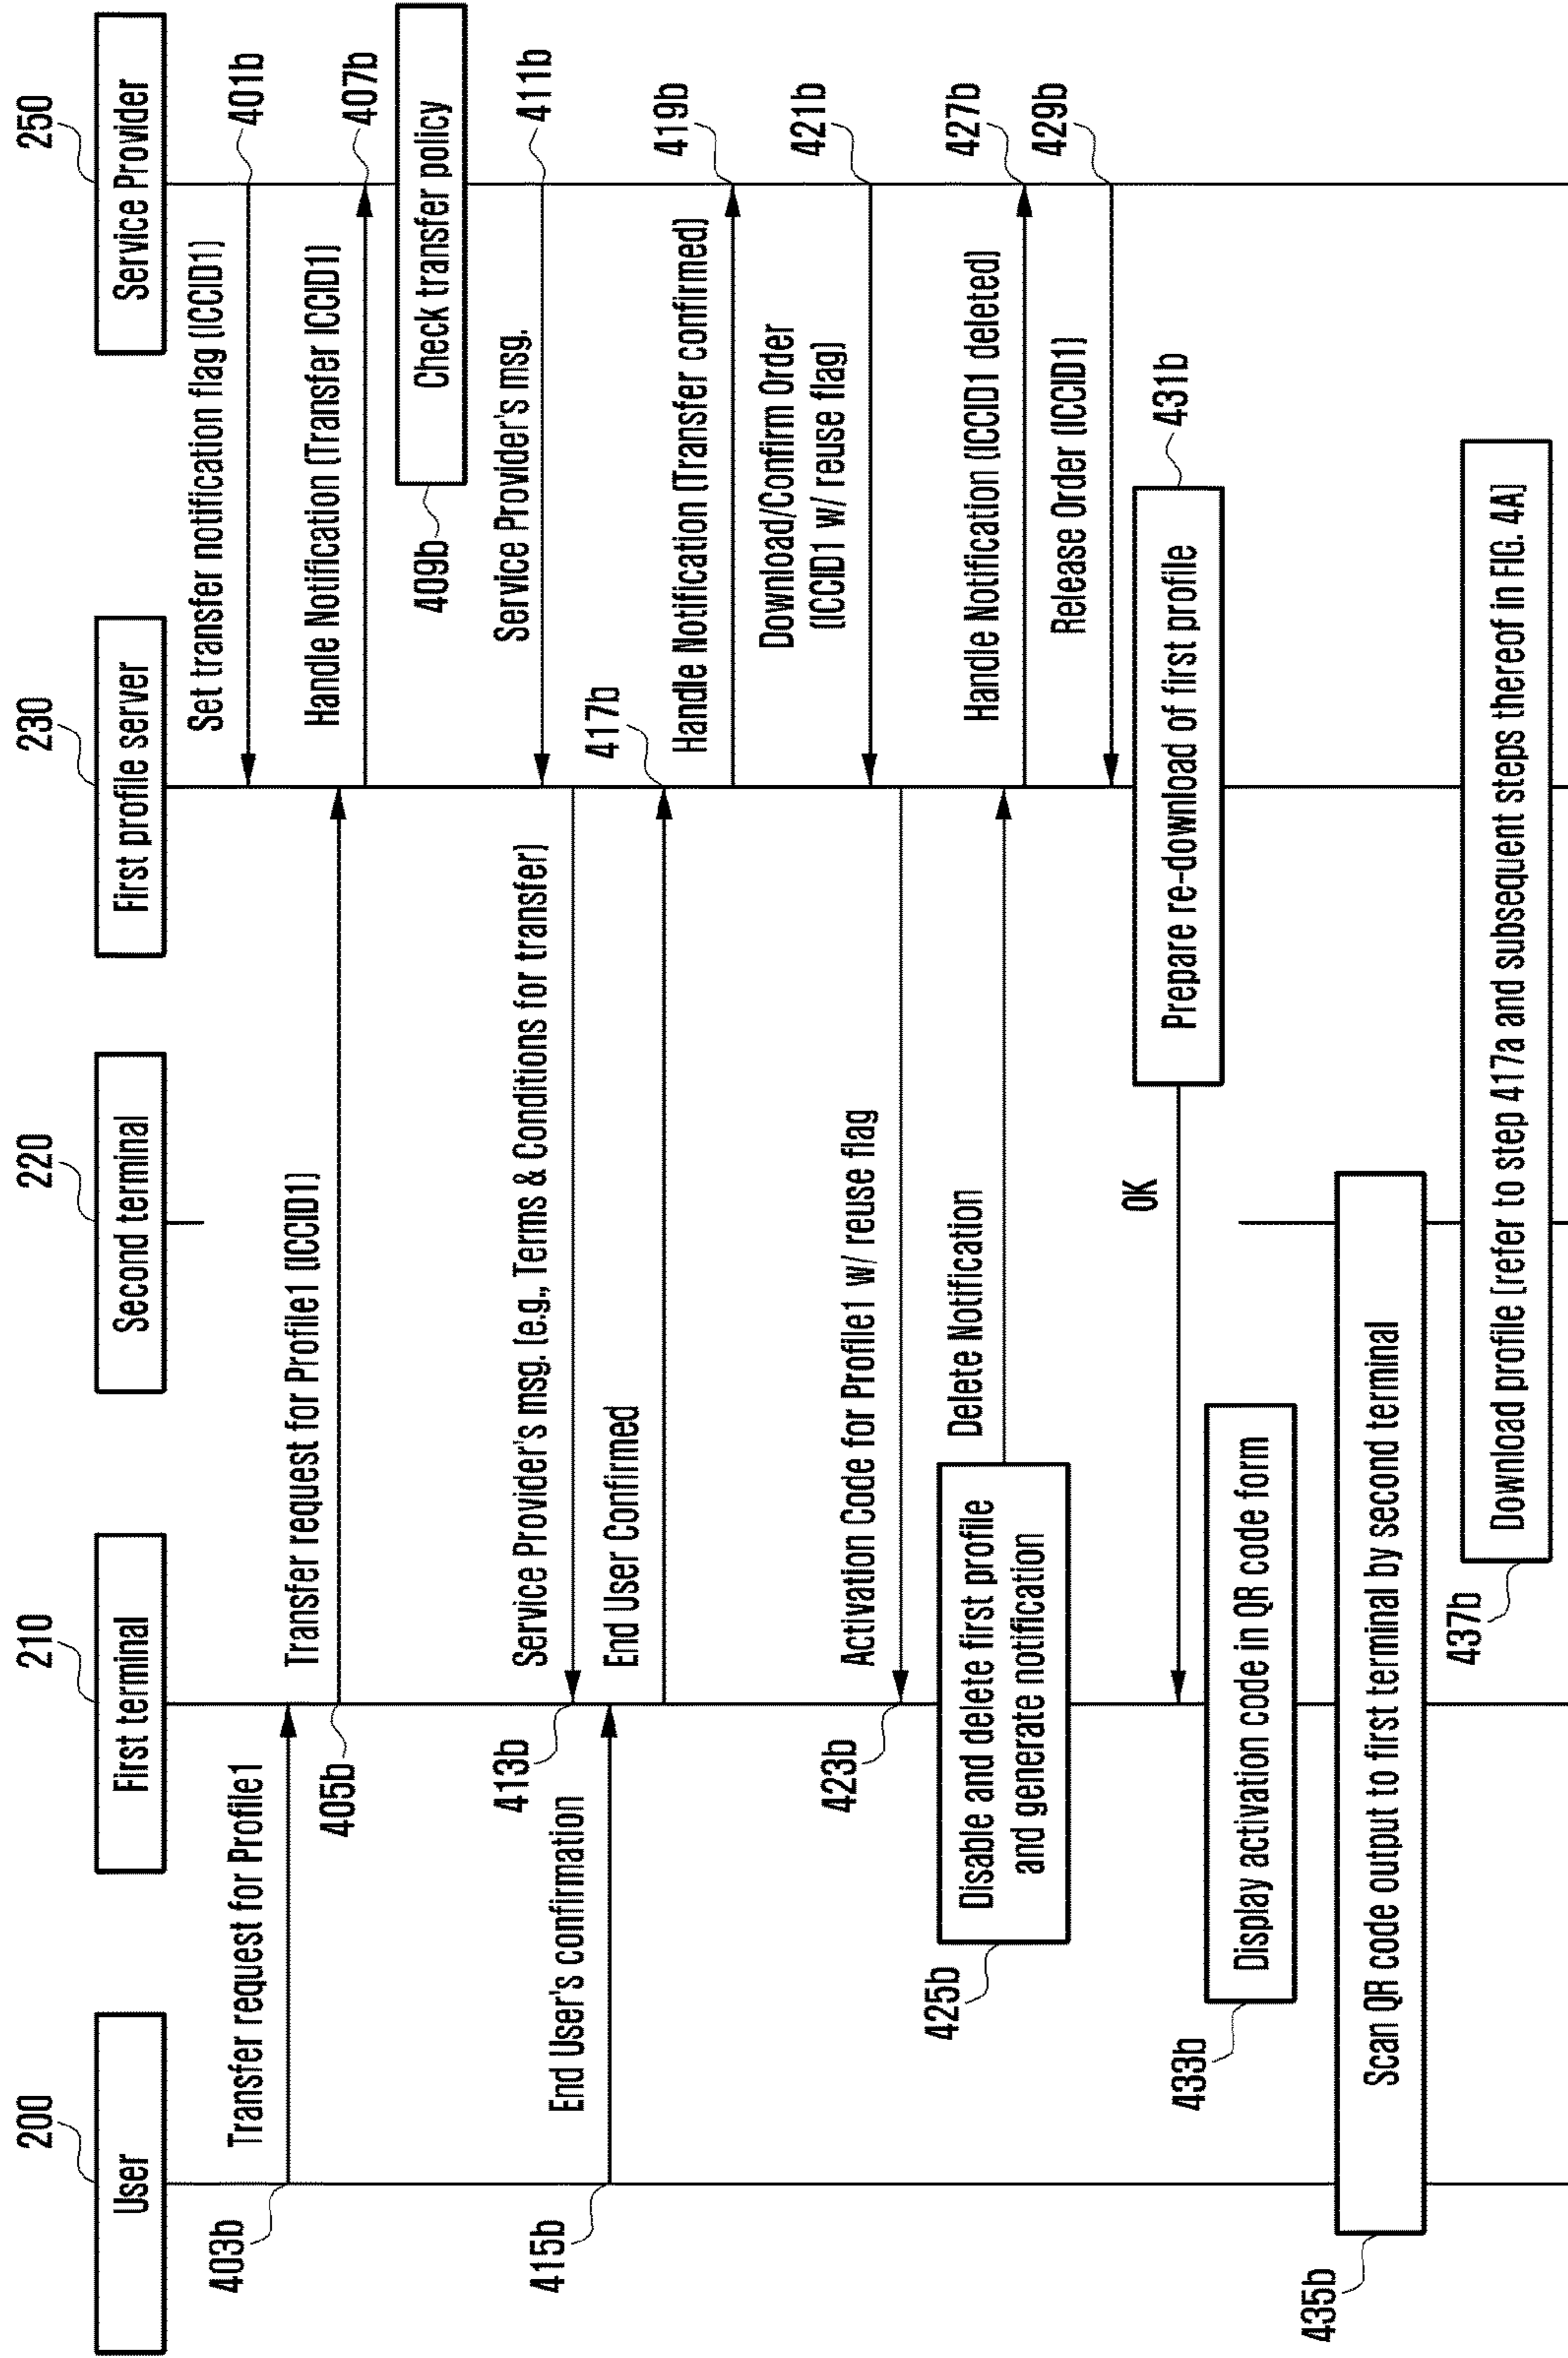 200
210
220
230
250
User
First terminal
Second terminal
First profile server
Service Provider
Set transfer notification flag (ICCID1)
401b
403b
Transfer request for Profile1
Transfer request for Profile1 (ICCID1)
405b
Handle Notification (Transfer ICCID1)
407b
409b
Check transfer policy
Service Provider's msg.
411b
Service Provider's msg. (e.g., Terms & Conditions for transfer)
413b
415b
End User's confirmation
End User Confirmed
417b
Handle Notification (Transfer confirmed)
419b
Download/Confirm Order
(ICCID1 w/ reuse flag)
421b
Activation Code for Profile1 w/ reuse flag
423b
425b
Disable and delete first profile
and generate notification
Delete Notification
Handle Notification (ICCID1 deleted)
427b
Release Order (ICCID1)
429b
Prepare re-download of first profile
431b
OK
433b
Display activation code in QR code form
435b
Scan QR code output to first terminal by second terminal
437b
Download profile [refer to step 417a and subsequent steps thereof in FIG. 4A]